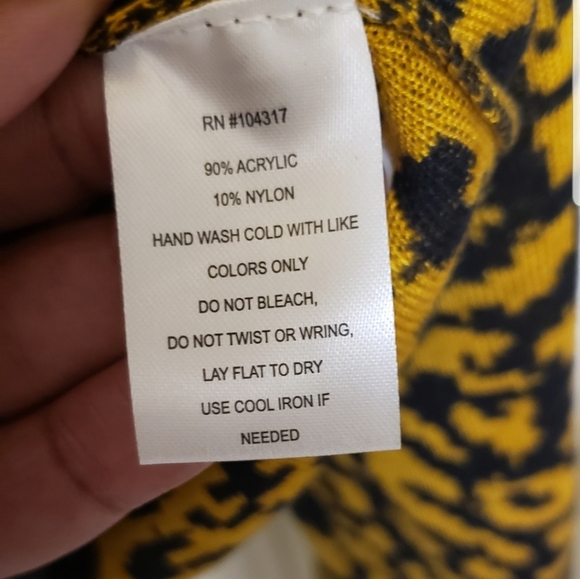 RN #104317
90% ACRYLIC
10% NYLON
HAND WASH COLD WITH LIKE
COLORS ONLY
DO NOT BLEACH,
DO NOT TWIST OR WRING,
LAY FLAT TO DRY
USE COOL IRON IF
NEEDED